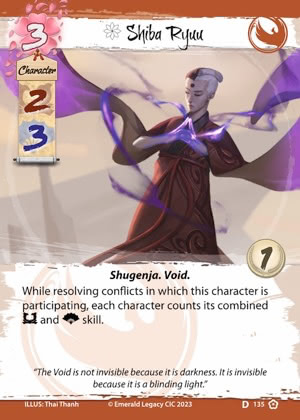 3
Shiba Ryuu
Character
2
3
1
Shugenja. Void.
While resolving conflicts in which this character is
participating, each character counts its combined
and skill.
"The Void is not invisible because it is darkness. It is invisible
because it is a blinding light."
ILLUS: Thai Thanh © Emerald Legacy CIC 2023 D 135